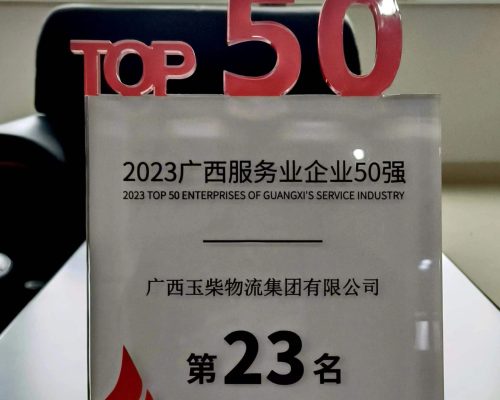 TOP 50
2023广西服务业企业50强
2023 TOP 50 ENTERPRISES OF GUANGXI'S SERVICE INDUSTRY
广西玉柴物流集团有限公司
第23名